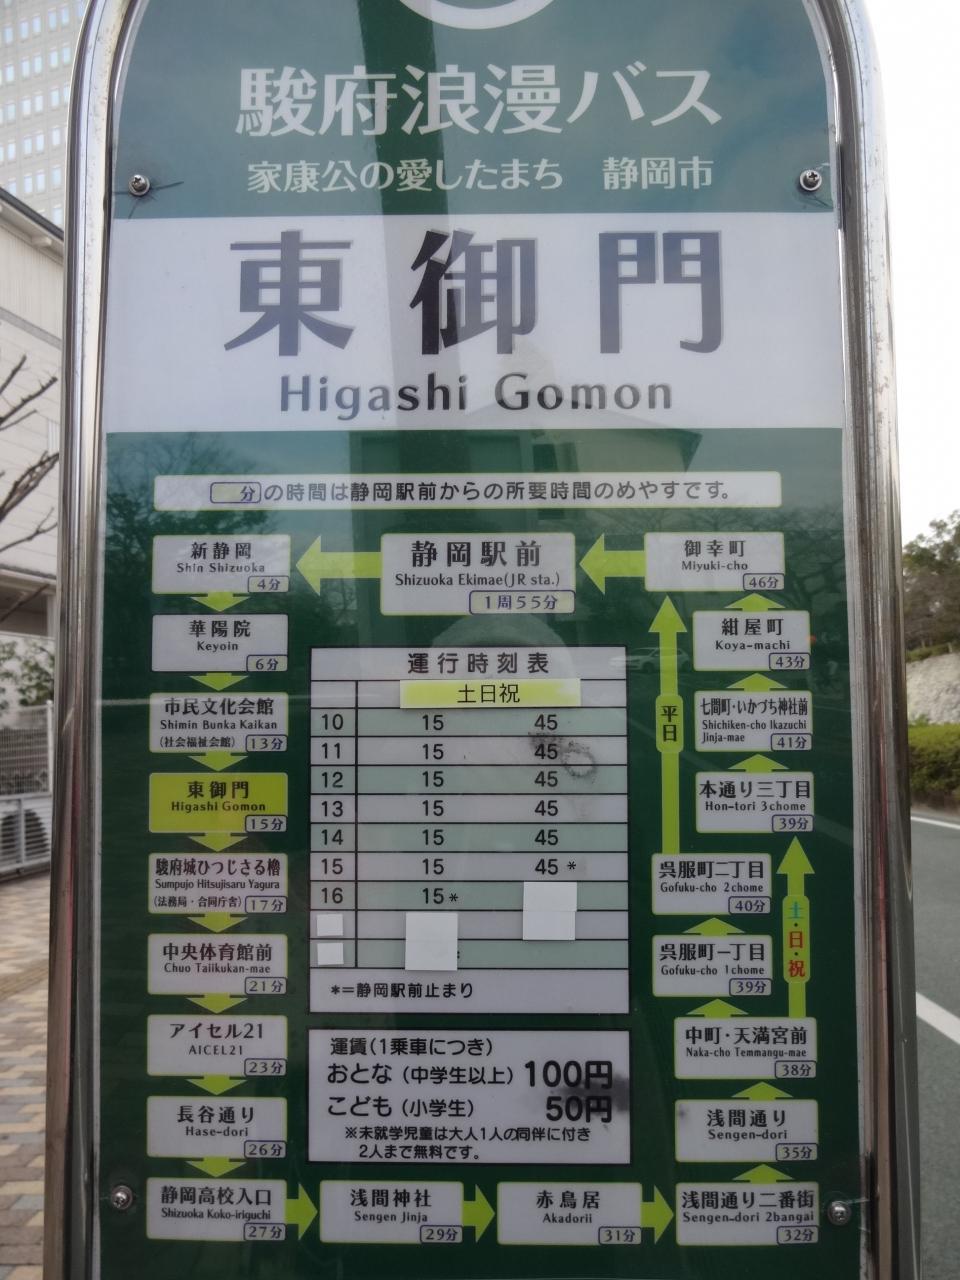 駿府浪漫バス
家康公の愛したまち 静岡市
東御門
Higashi Gomon
分の時間は静岡駅前からの所要時間のめやすです。
静岡駅前
Shizuoka Ekimae(JR sta.)
1周55分
新静岡
Shin Shizuoka
4分
華陽院
Keyoin
6分
市民文化会館
Shimin Bunka Kaikan
(社会福祉会館) 13分
東御門
Higashi Gomon
15分
駿府城ひつじさる櫓
Sumpujo Hitsujisaru Yagura
(法務局・合同庁舎) 17分
中央体育館前
Chuo Taiikukan-mae
21分
アイセル21
AICEL21
23分
長谷通り
Hase-dori
26分
静岡高校入口
Shizuoka Koko-iriguchi
27分
浅間神社
Sengen Jinja
29分
赤鳥居
Akadorii
31分
浅間通り二番街
Sengen-dori 2bangai
32分
浅間通り
Sengen-dori
35分
中町・天満宮前
Naka-cho Temmangu-mae
38分
平日
呉服町一丁目
Gofuku-cho 1chome
39分
呉服町二丁目
Gofuku-cho 2chome
40分
土・日・祝
本通り三丁目
Hon-tori 3chome
39分
七間町・いかづち神社前
Shichiken-cho Ikazuchi
Jinja-mae
41分
紺屋町
Koya-machi
43分
御幸町
Miyuki-cho
46分
運行時刻表
土日祝
10 15 45
11 15 45
12 15 45
13 15 45
14 15 45
15 15 45*
16 15*
*=静岡駅前止まり
運賃(1乗車につき)
おとな(中学生以上) 100円
こども(小学生) 50円
※未就学児童は大人1人の同伴に付き
2人まで無料です。